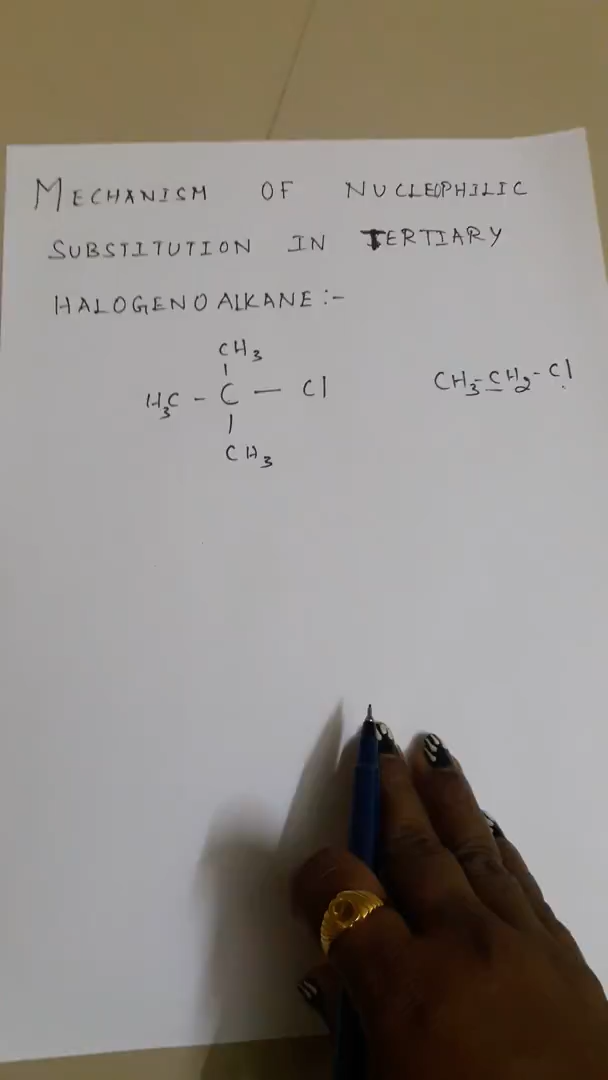 MECHANISM OF NUCLEOPHILIC
SUBSTITUTION IN TERTIARY
HALOGENOALKANE :-
CH3
H3C - C - Cl
CH3
CH3-CH2-Cl